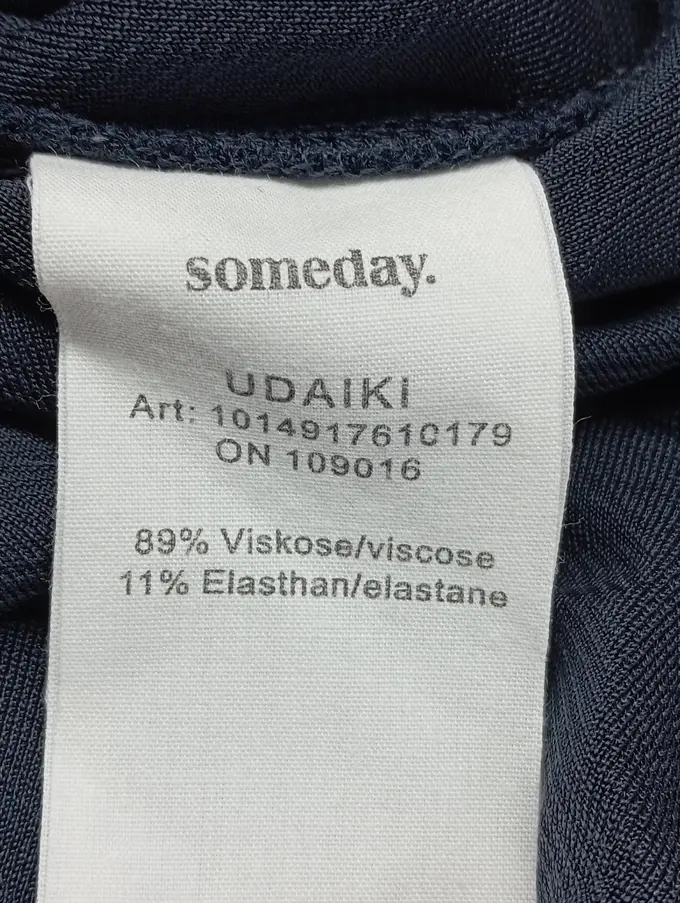 someday.
UDAIKI
Art: 1014917610179
ON 109016
89% Viskose/viscose
11% Elasthan/elastane